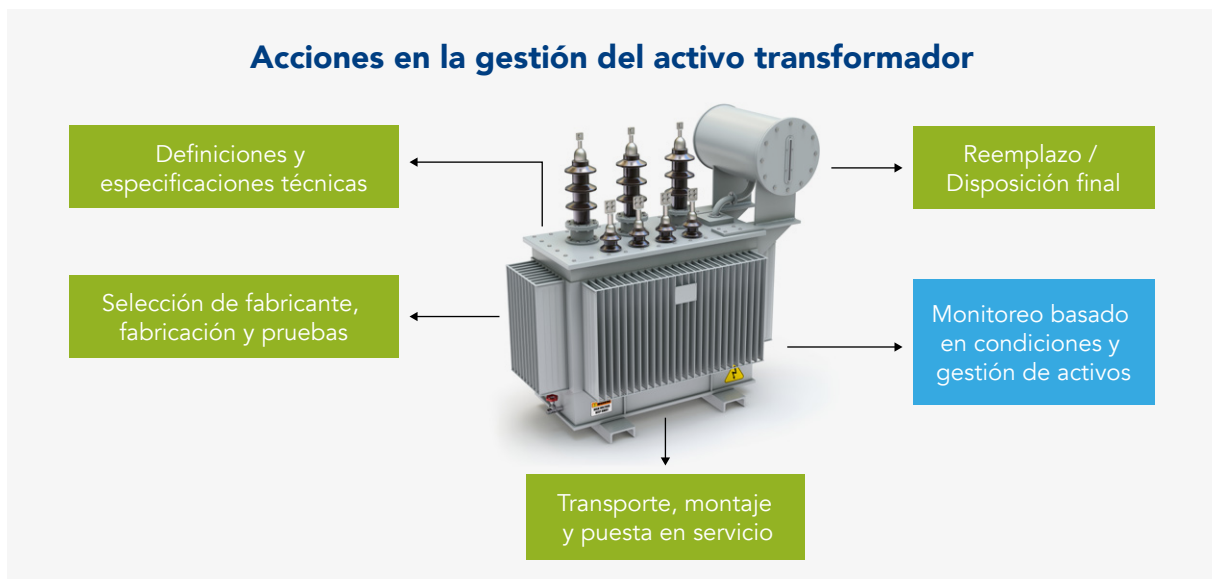 Acciones en la gestión del activo transformador
Definiciones y
especificaciones técnicas
Selección de fabricante,
fabricación y pruebas
Transporte, montaje
y puesta en servicio
Monitoreo basado
en condiciones y
gestión de activos
Reemplazo /
Disposición final